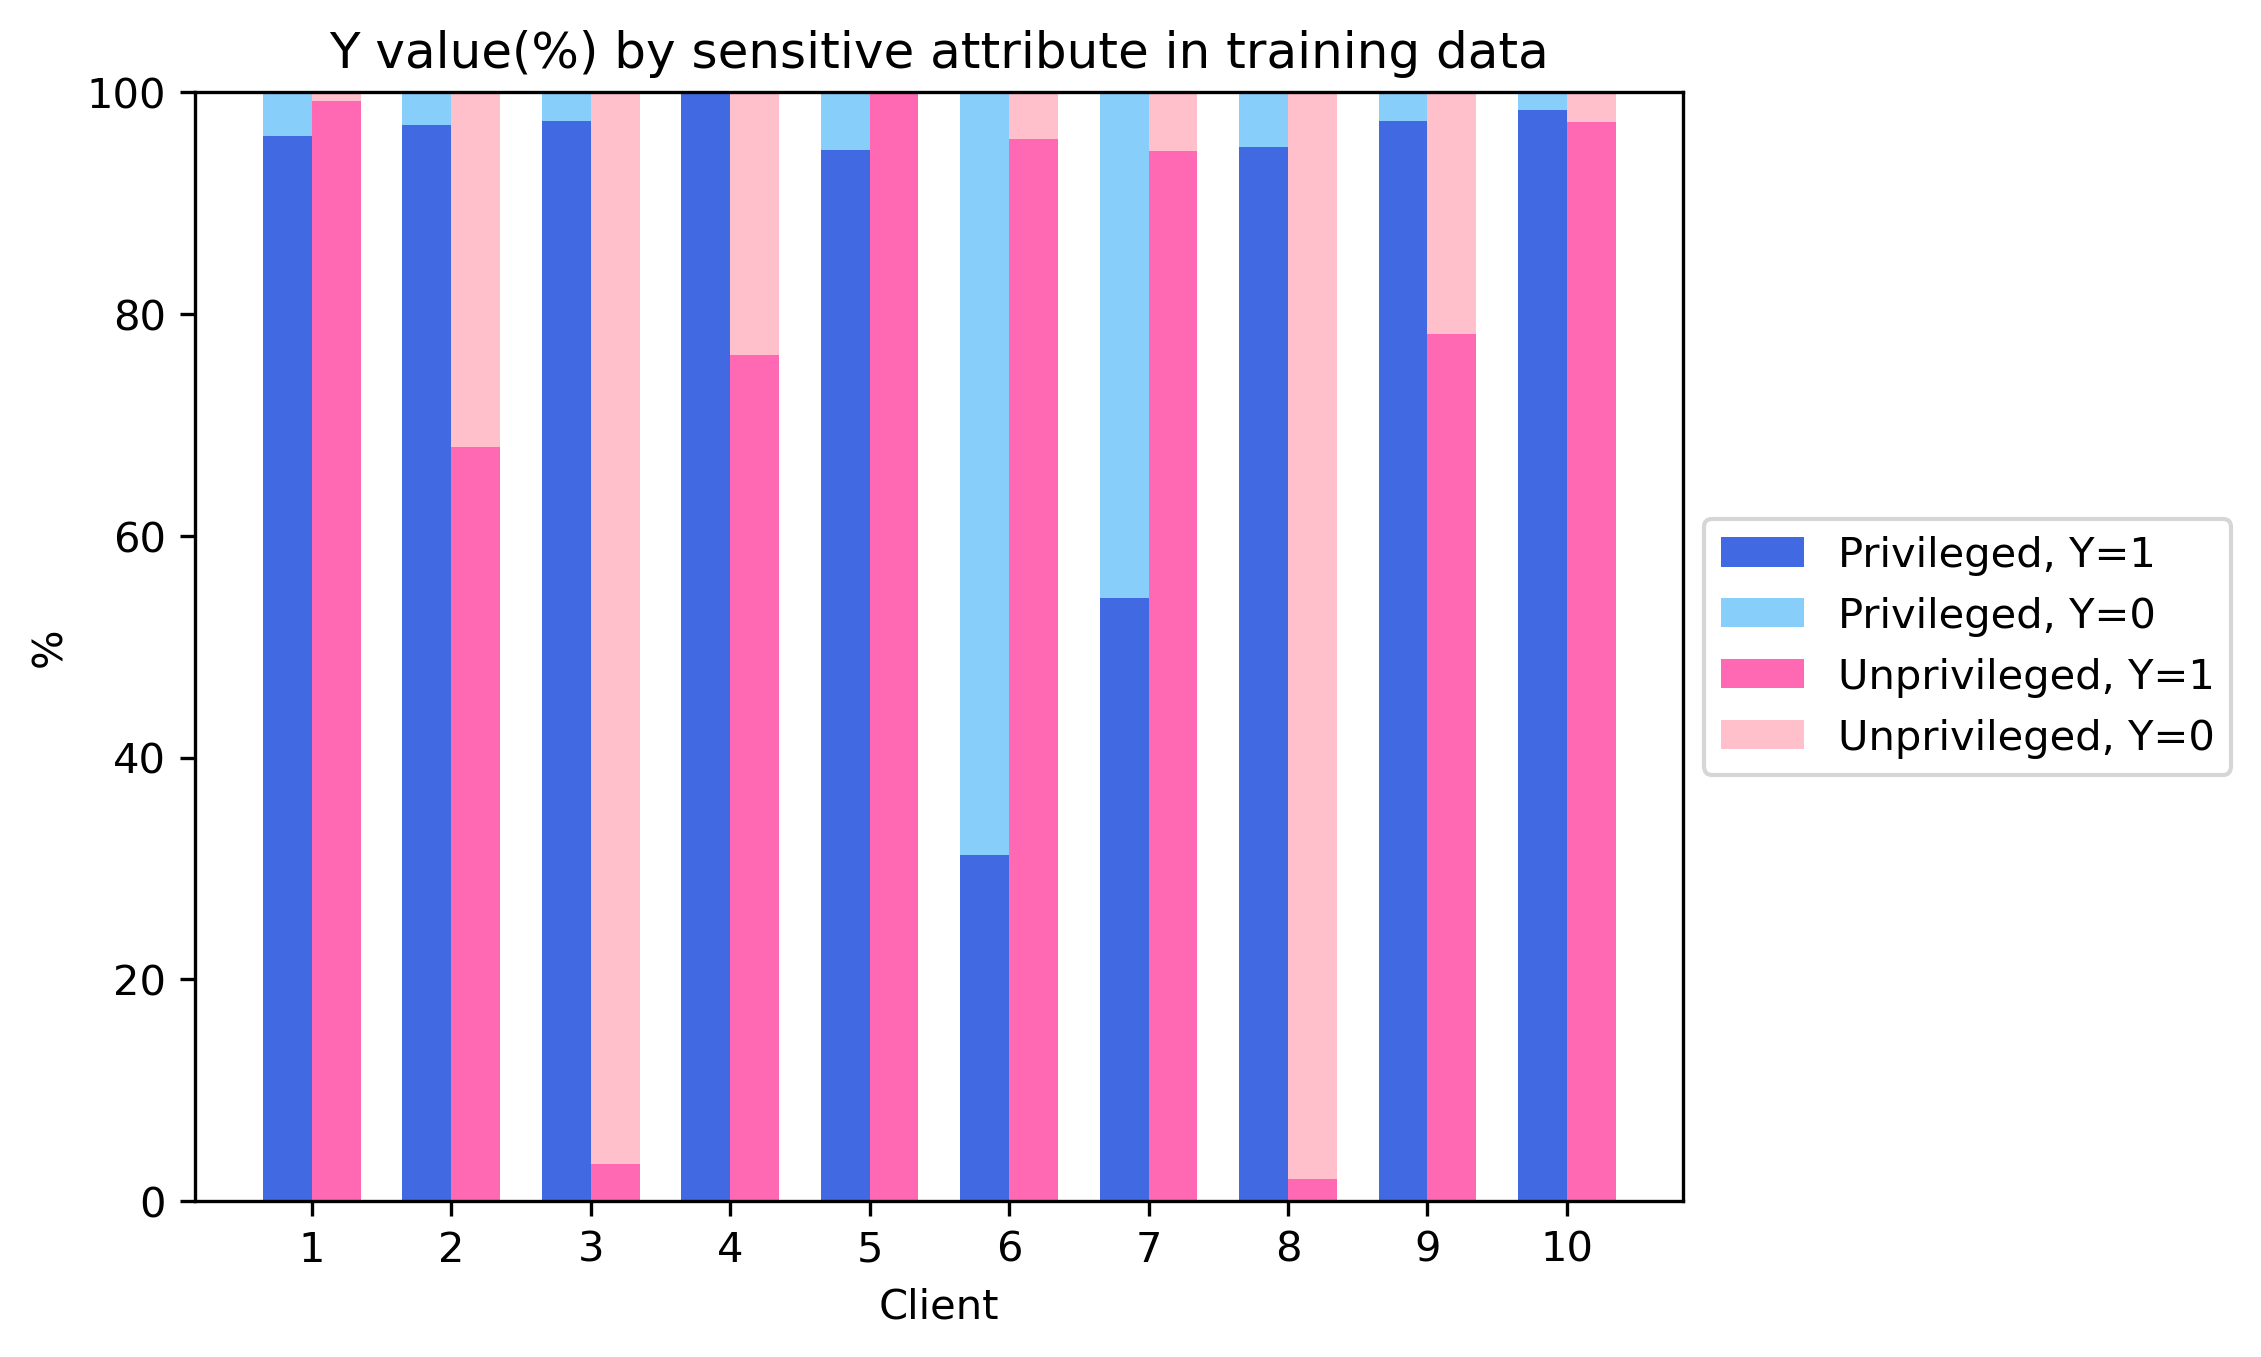 Y value(%) by sensitive attribute in training data
100
80
60
40
20
0
%
1 2 3 4 5 6 7 8 9 10
Client
Privileged, Y=1
Privileged, Y=0
Unprivileged, Y=1
Unprivileged, Y=0